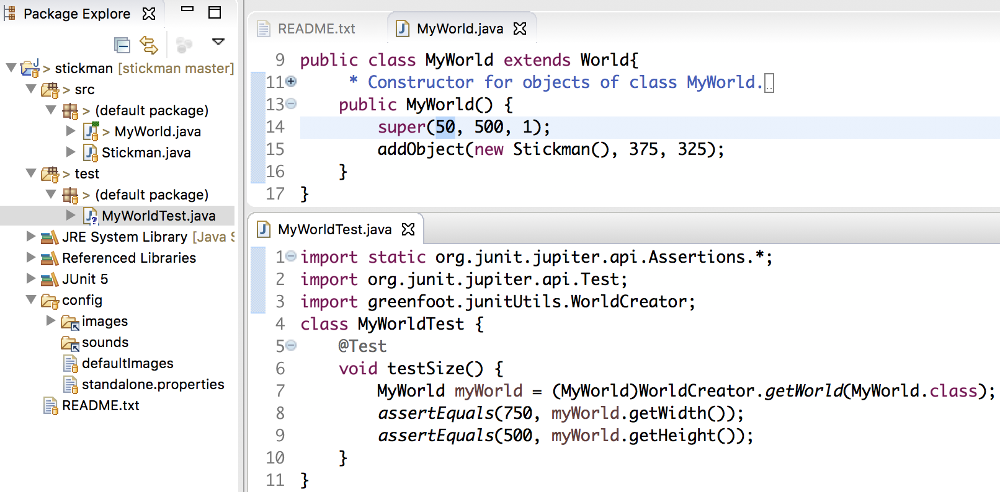 Package Explore
> stickman [stickman master]
> src
> (default package)
> MyWorld.java
Stickman.java
> test
> (default package)
MyWorldTest.java
JRE System Library [Java S
Referenced Libraries
JUnit 5
config
images
sounds
defaultImages
standalone.properties
README.txt
README.txt
MyWorld.java
9 public class MyWorld extends World{
11 * Constructor for objects of class MyWorld...
13 public MyWorld() {
14 super(50, 500, 1);
15 addObject(new Stickman(), 375, 325);
16 }
17 }
MyWorldTest.java
1 import static org.junit.jupiter.api.Assertions.*;
2 import org.junit.jupiter.api.Test;
3 import greenfoot.junitUtils.WorldCreator;
4 class MyWorldTest {
5 @Test
6 void testSize() {
7 MyWorld myWorld = (MyWorld)WorldCreator.getWorld(MyWorld.class);
8 assertEquals(750, myWorld.getWidth());
9 assertEquals(500, myWorld.getHeight());
10 }
11 }